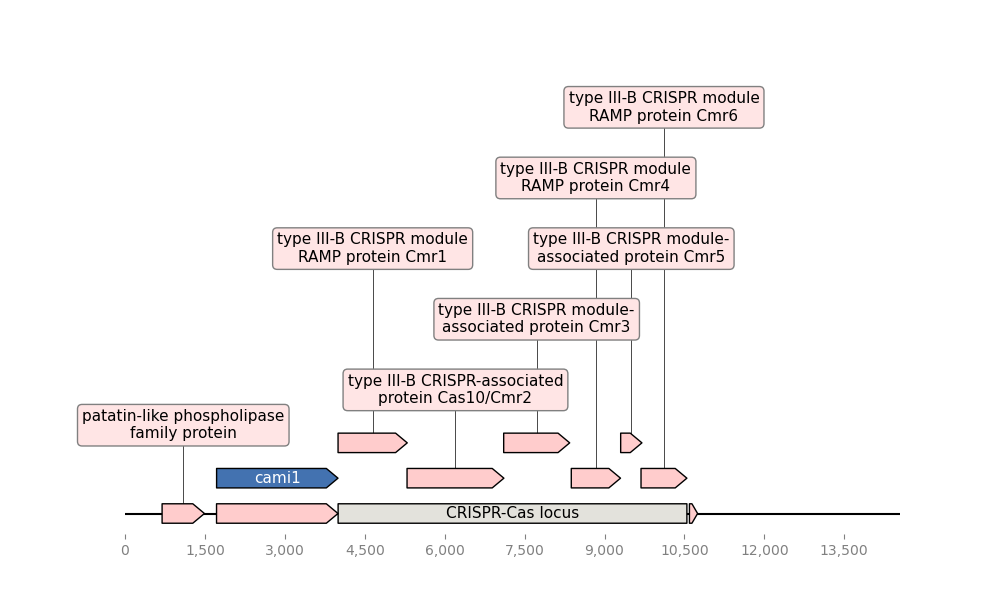 type III-B CRISPR module
RAMP protein Cmr6
type III-B CRISPR module
RAMP protein Cmr4
type III-B CRISPR module
RAMP protein Cmr1
type III-B CRISPR module-
associated protein Cmr5
type III-B CRISPR module-
associated protein Cmr3
type III-B CRISPR-associated
protein Cas10/Cmr2
patatin-like phospholipase
family protein
cami1
CRISPR-Cas locus
0 1,500 3,000 4,500 6,000 7,500 9,000 10,500 12,000 13,500